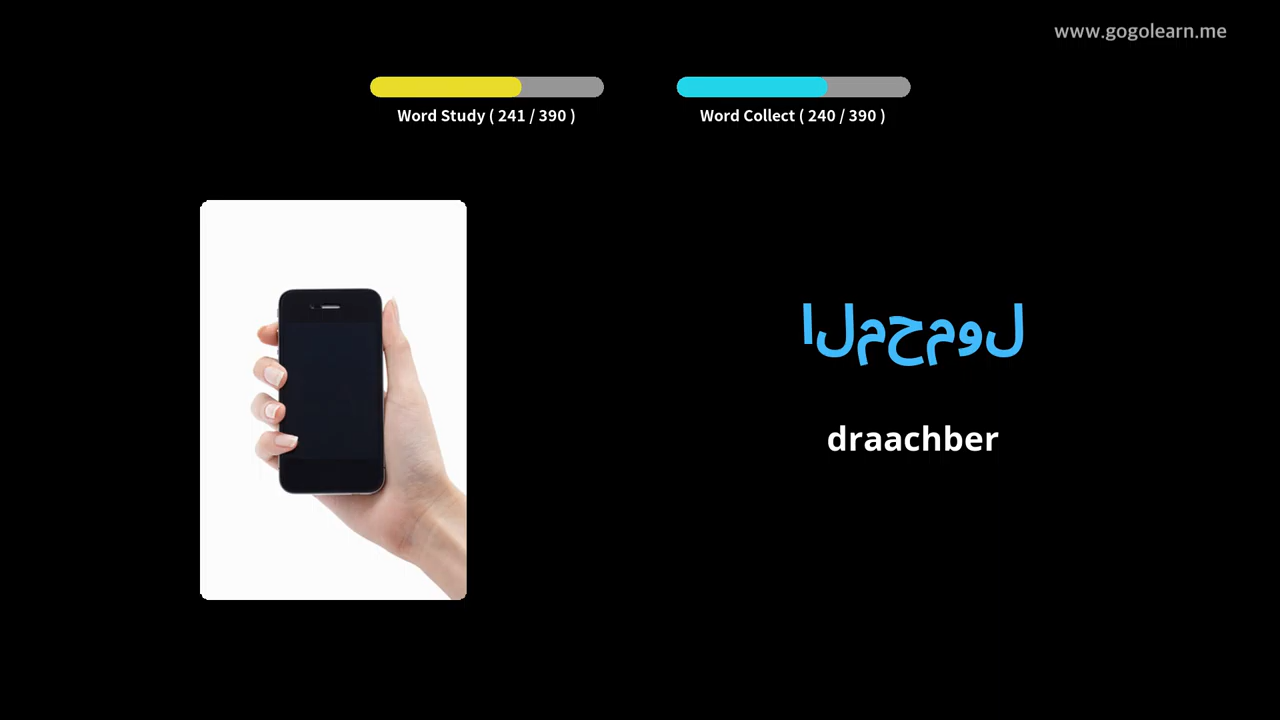 www.gogolearn.me
Word Study ( 241 / 390 )
Word Collect ( 240 / 390 )
المحمول
draachber